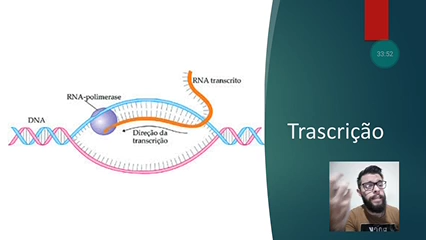 33:52
RNA transcrito
RNA-polimerase
DNA
Direção da
transcrição
Trascrição